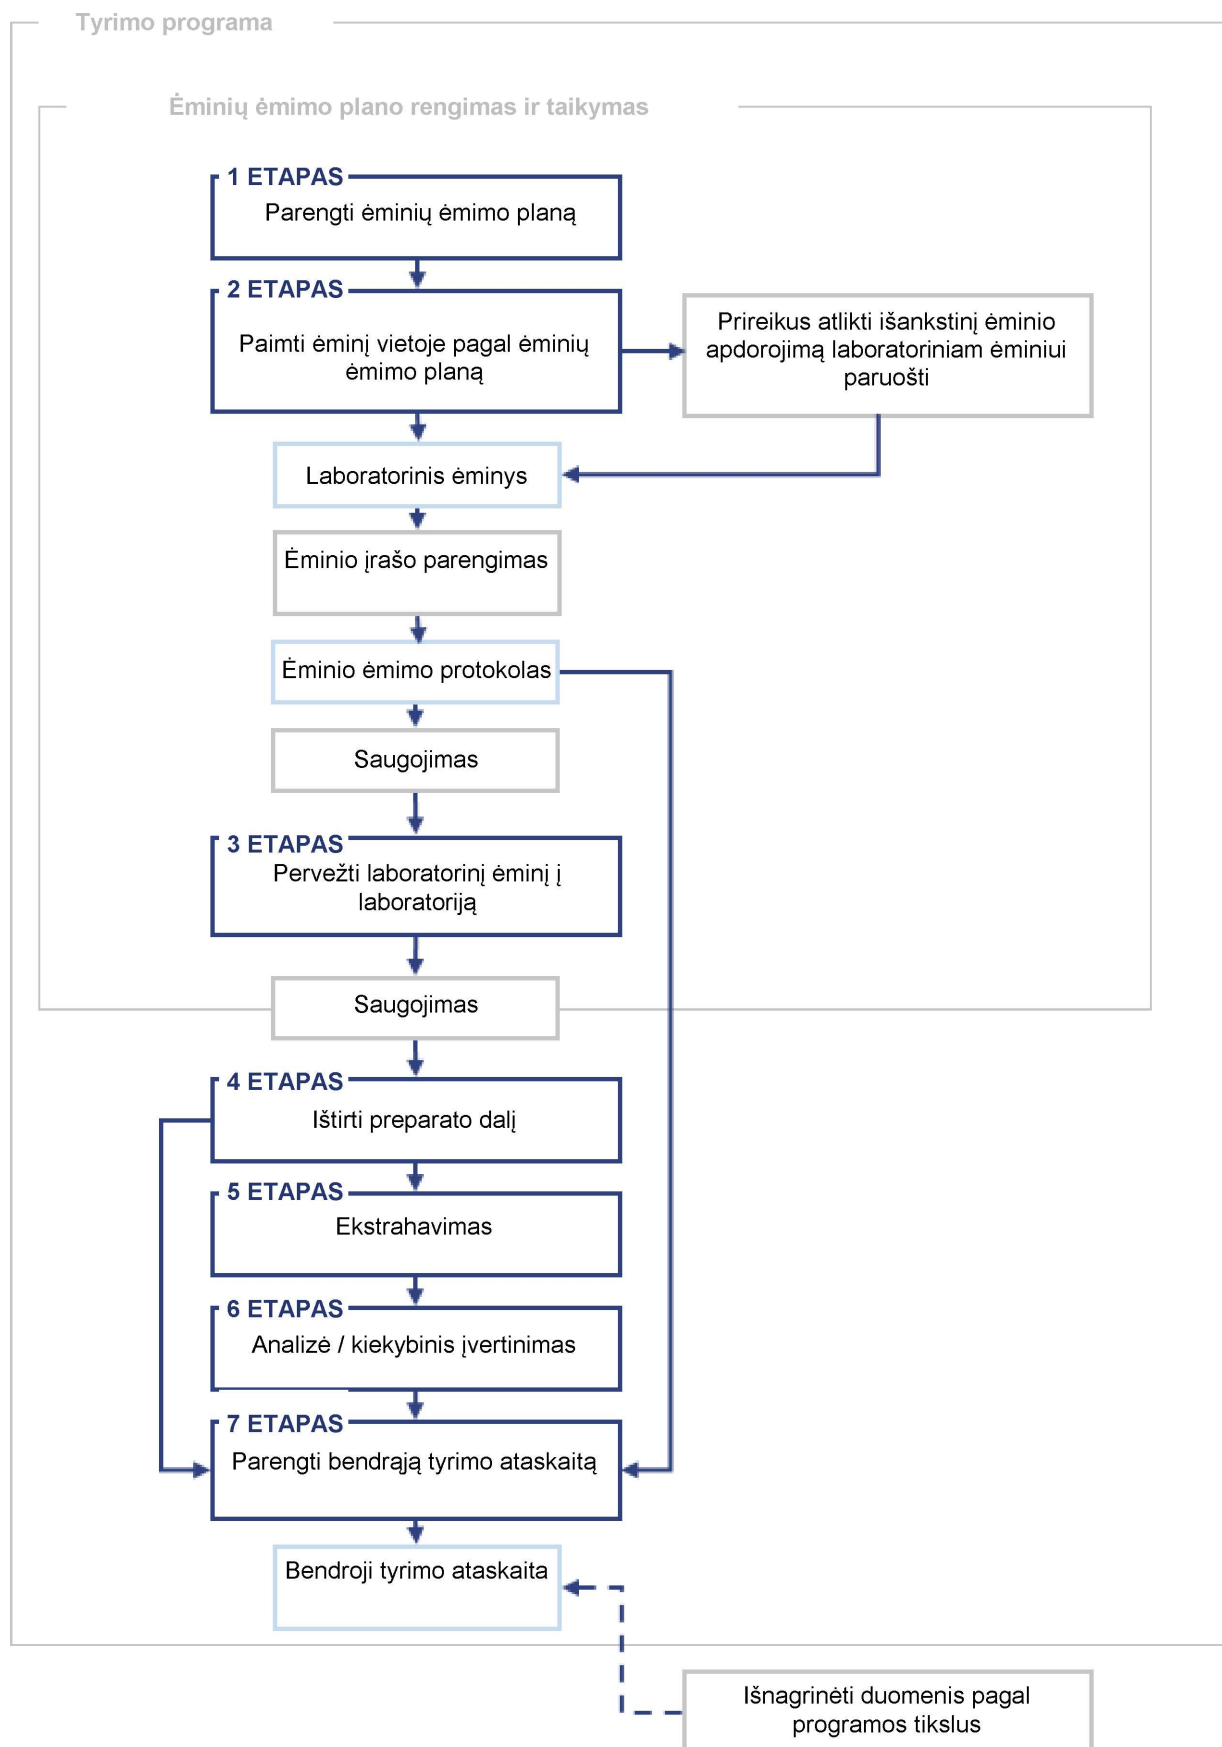 Tyrimo programa
Ėminių ėmimo plano rengimas ir taikymas
1 ETAPAS
Parengti ėminių ėmimo planą
2 ETAPAS
Paimti ėminį vietoje pagal ėminių
ėmimo planą
Prireikus atlikti išankstinį ėminio
apdorojimą laboratoriniam ėminiui
paruošti
Laboratorinis ėminys
Ėminio įrašo parengimas
Ėminio ėmimo protokolas
Saugojimas
3 ETAPAS
Pervežti laboratorinį ėminį į
laboratoriją
Saugojimas
4 ETAPAS
Ištirti preparato dalį
5 ETAPAS
Ekstrahavimas
6 ETAPAS
Analizė / kiekybinis įvertinimas
7 ETAPAS
Parengti bendrąją tyrimo ataskaitą
Bendroji tyrimo ataskaita
Išnagrinėti duomenis pagal
programos tikslus